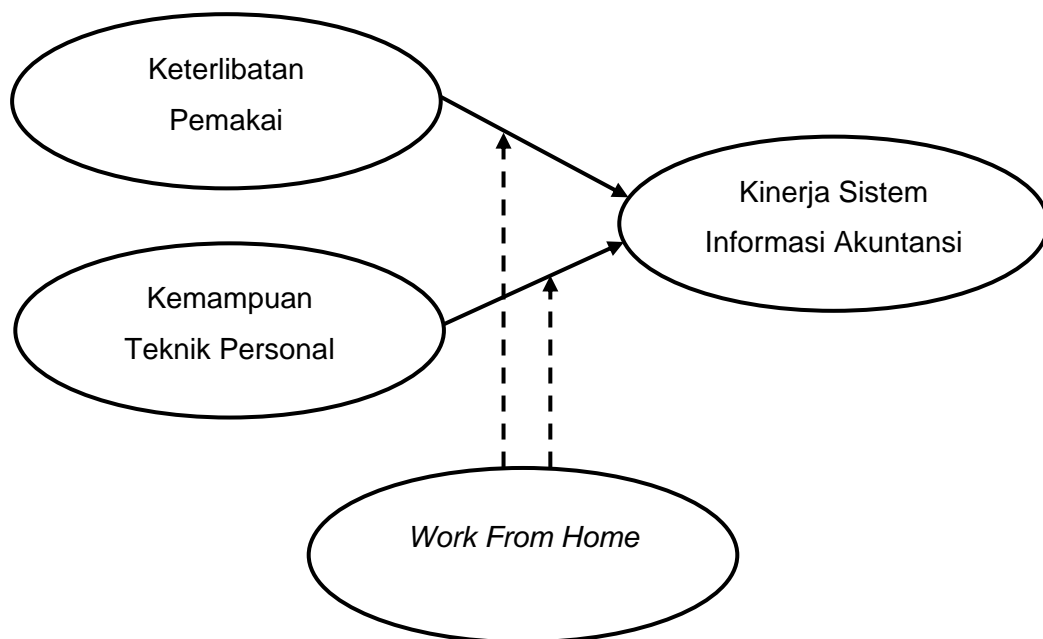 Keterlibatan
Pemakai
Kinerja Sistem
Informasi Akuntansi
Kemampuan
Teknik Personal
Work From Home